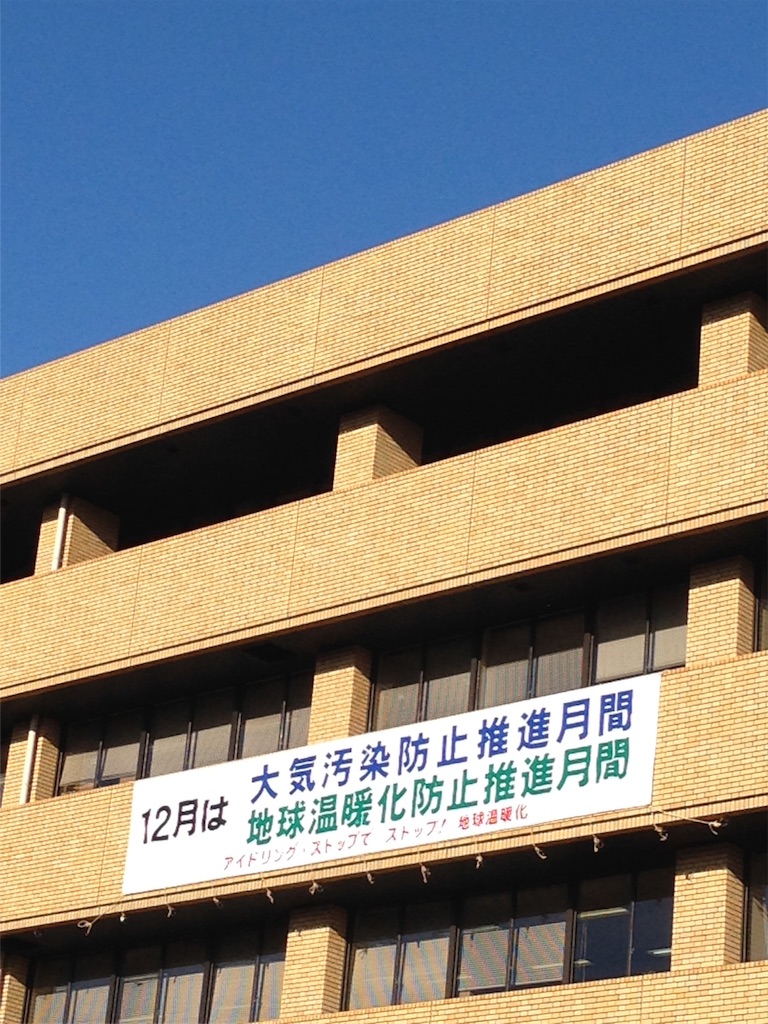 12月は
大気汚染防止推進月間
地球温暖化防止推進月間
アイドリング・ストップで ストップ! 地球温暖化